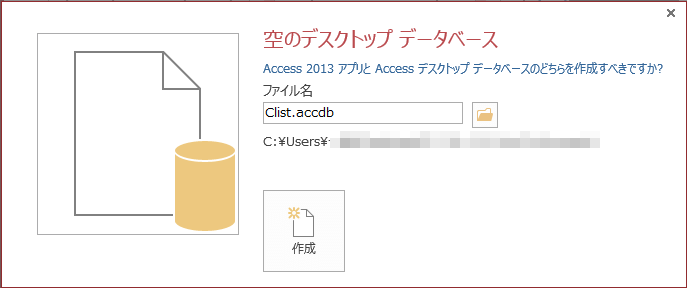 空のデスクトップ データベース
Access 2013 アプリと Access デスクトップ データベースのどちらを作成すべきですか?
ファイル名
Clist.accdb
C:¥Users¥
作成